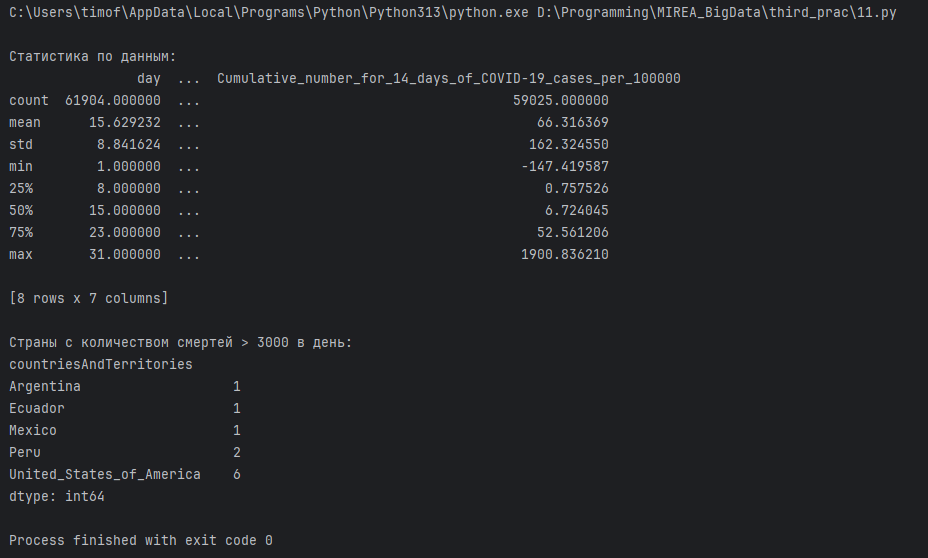 C:\Users\timof\AppData\Local\Programs\Python\Python313\python.exe D:\Programming\MIREA_BigData\third_prac\11.py
Статистика по данным:
day ... Cumulative_number_for_14_days_of_COVID-19_cases_per_100000
count 61904.000000 ... 59025.000000
mean 15.629232 ... 66.316369
std 8.841624 ... 162.324550
min 1.000000 ... -147.419587
25% 8.000000 ... 0.757526
50% 15.000000 ... 6.724045
75% 23.000000 ... 52.561206
max 31.000000 ... 1900.836210
[8 rows x 7 columns]
Страны с количеством смертей > 3000 в день:
countriesAndTerritories
Argentina 1
Ecuador 1
Mexico 1
Peru 2
United_States_of_America 6
dtype: int64
Process finished with exit code 0